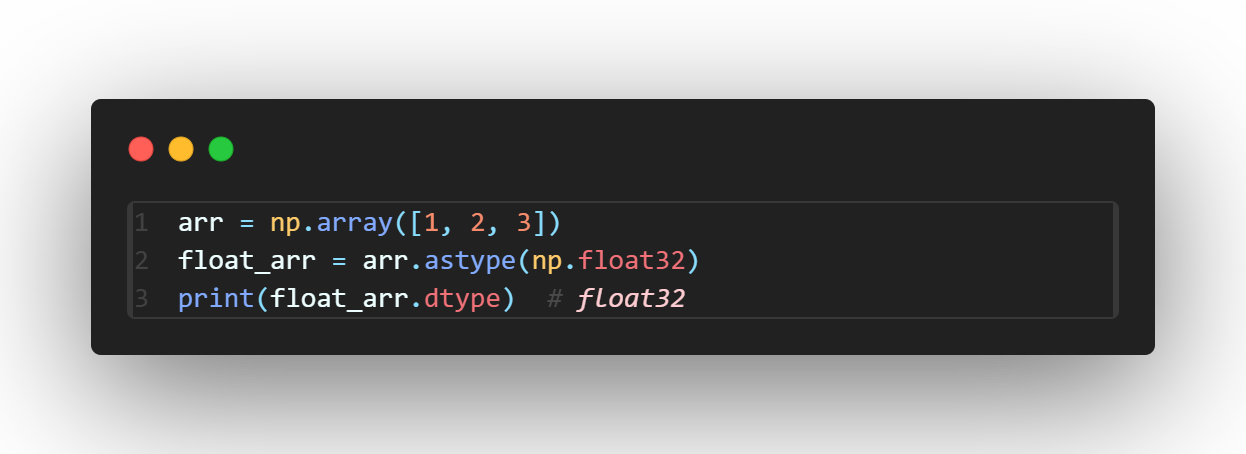 1 arr = np.array([1, 2, 3])
2 float_arr = arr.astype(np.float32)
3 print(float_arr.dtype)  # float32